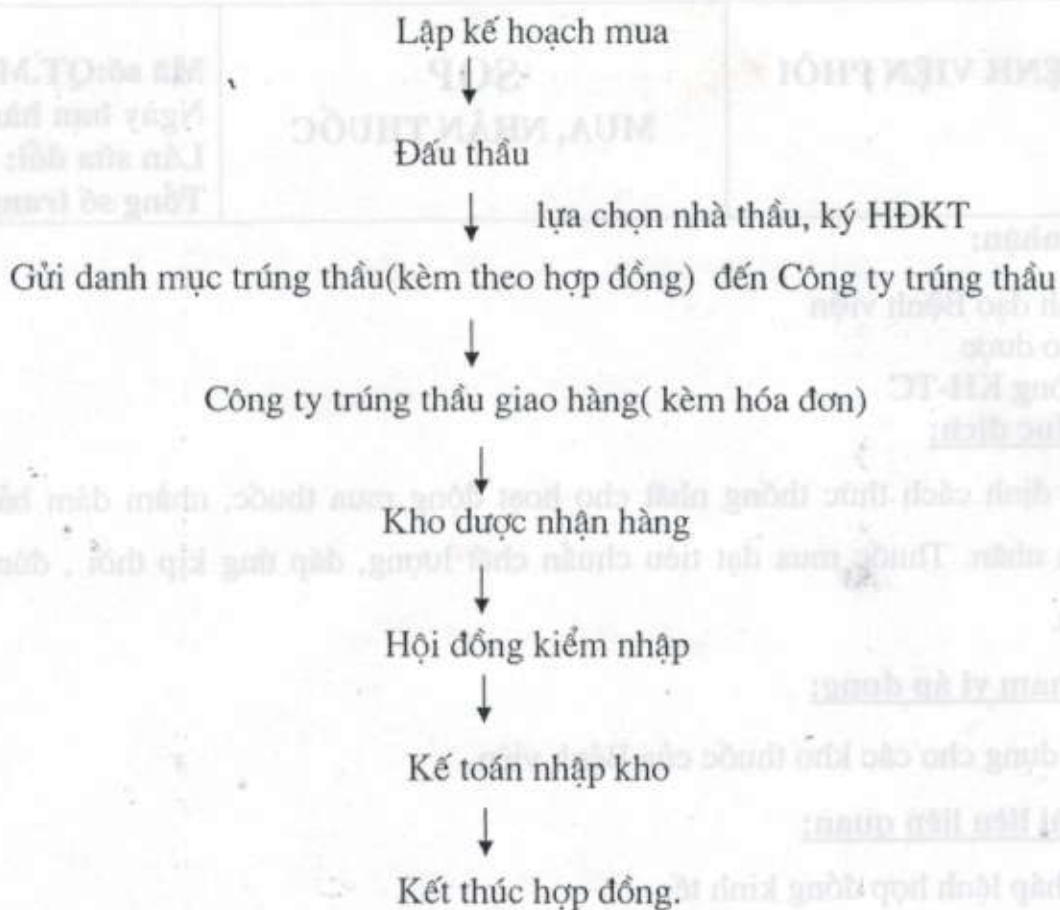 Lập kế hoạch mua
Đấu thầu
lựa chọn nhà thầu, ký HĐKT
Gửi danh mục trúng thầu(kèm theo hợp đồng) đến Công ty trúng thầu
Công ty trúng thầu giao hàng( kèm hóa đơn)
Kho dược nhận hàng
Hội đồng kiểm nhập
Kế toán nhập kho
Kết thúc hợp đồng.